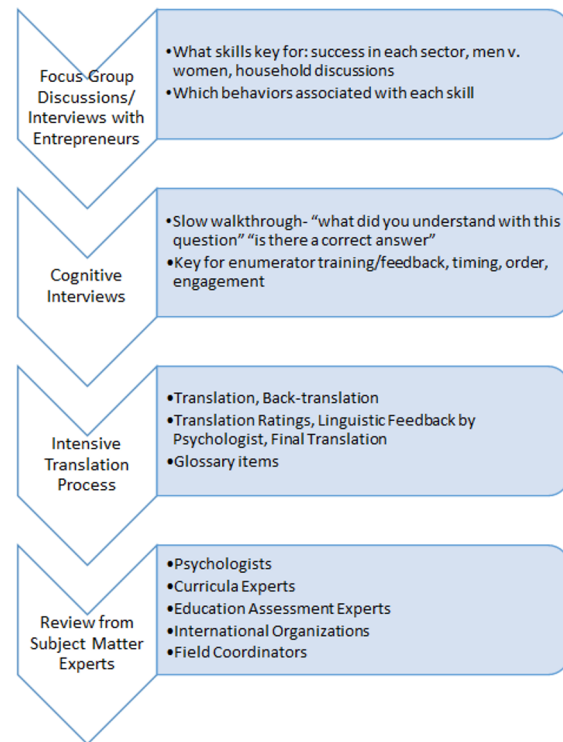 Focus Group
Discussions/
Interviews with
Entrepreneurs
•What skills key for: success in each sector, men v.
women, household discussions
•Which behaviors associated with each skill
Cognitive
Interviews
•Slow walkthrough- “what did you understand with this
question” “is there a correct answer”
•Key for enumerator training/feedback, timing, order,
engagement
Intensive
Translation
Process
•Translation, Back-translation
•Translation Ratings, Linguistic Feedback by
Psychologist, Final Translation
•Glossary items
Review from
Subject Matter
Experts
•Psychologists
•Curricula Experts
•Education Assessment Experts
•International Organizations
•Field Coordinators